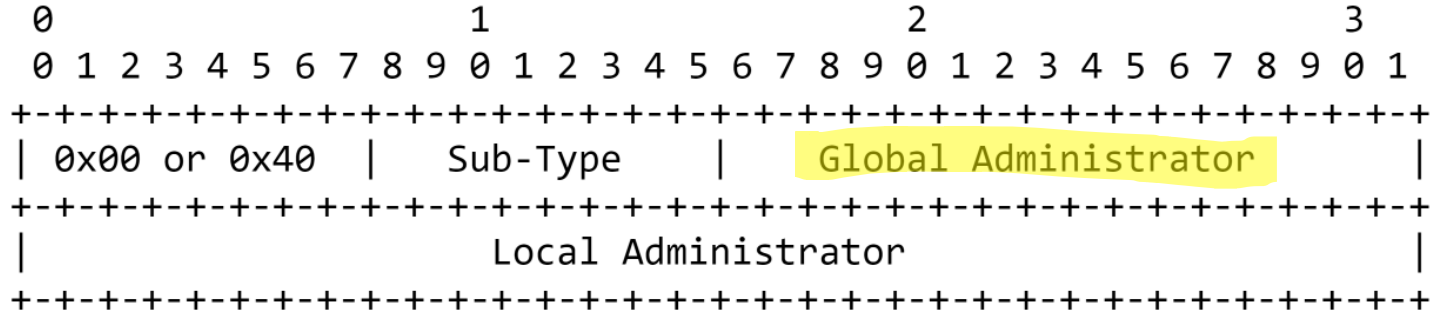 0                   1                   2                   3
0 1 2 3 4 5 6 7 8 9 0 1 2 3 4 5 6 7 8 9 0 1 2 3 4 5 6 7 8 9 0 1
+-+-+-+-+-+-+-+-+-+-+-+-+-+-+-+-+-+-+-+-+-+-+-+-+-+-+-+-+-+-+-+-+
| 0x00 or 0x40  |   Sub-Type    |    Global Administrator       |
+-+-+-+-+-+-+-+-+-+-+-+-+-+-+-+-+-+-+-+-+-+-+-+-+-+-+-+-+-+-+-+-+
|                     Local Administrator                       |
+-+-+-+-+-+-+-+-+-+-+-+-+-+-+-+-+-+-+-+-+-+-+-+-+-+-+-+-+-+-+-+-+